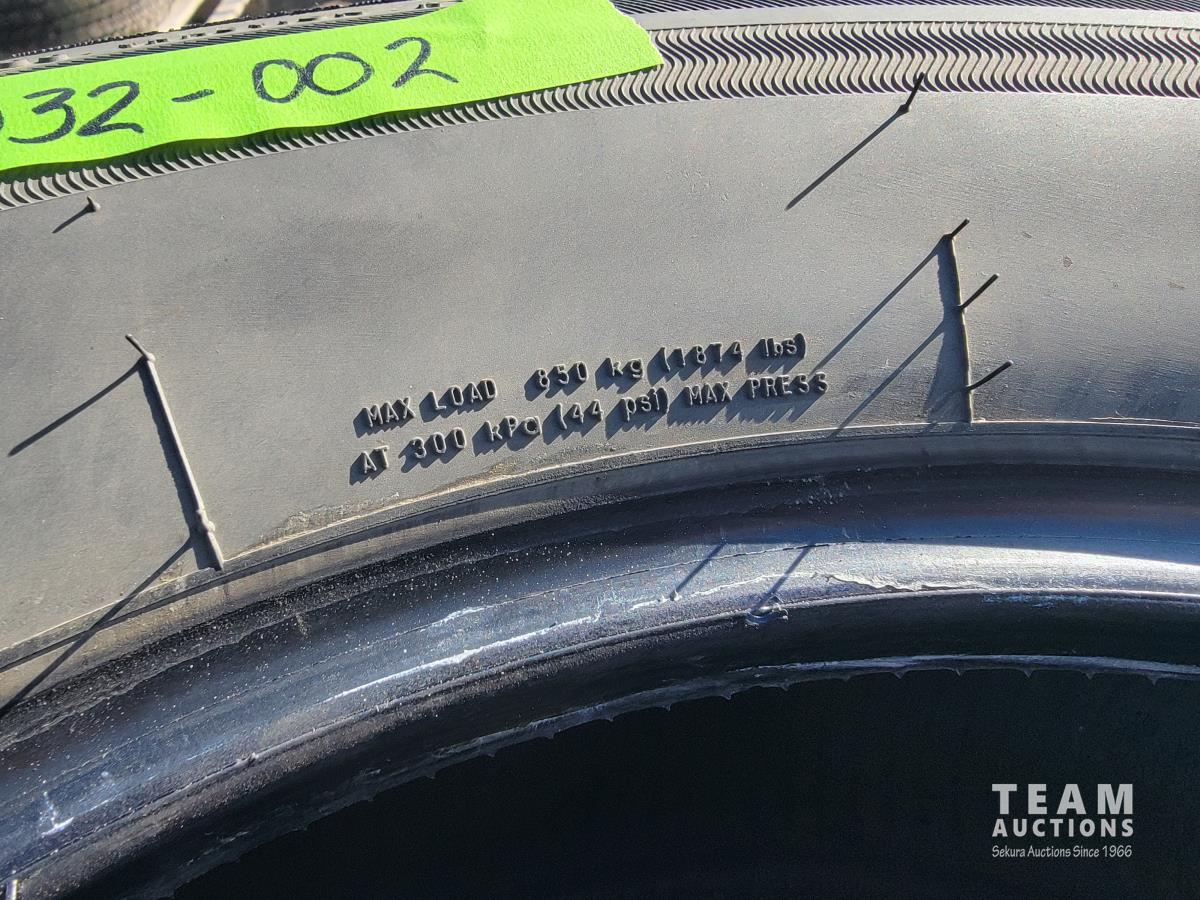 32-002
MAX LOAD 850 kg (1874 lbs)
AT 300 kPa (44 psi) MAX PRESS
TEAM
AUCTIONS
Sekura Auctions Since 1966